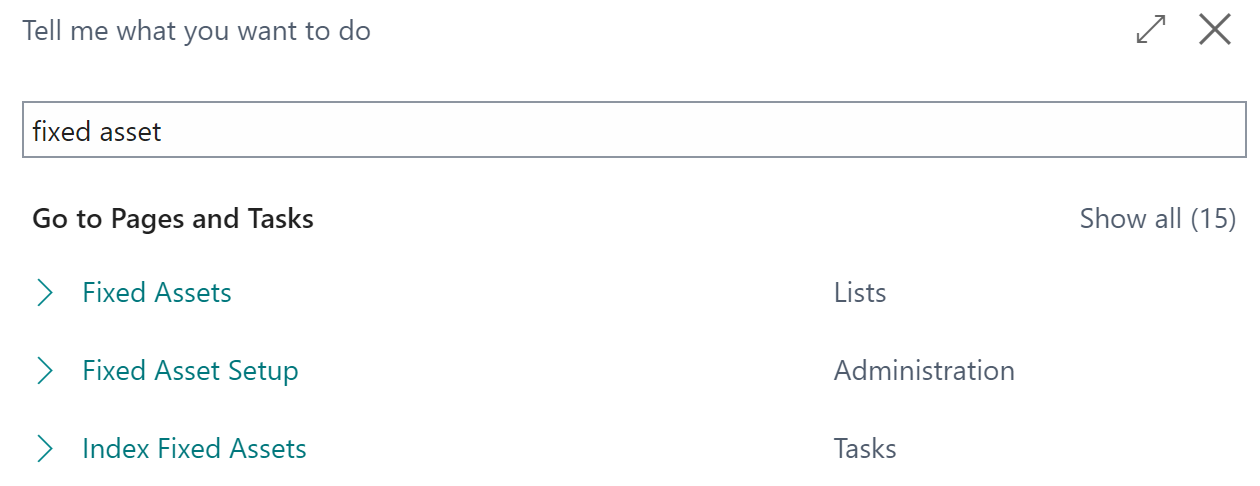 Tell me what you want to do
fixed asset
Go to Pages and Tasks Show all (15)
Fixed Assets Lists
Fixed Asset Setup Administration
Index Fixed Assets Tasks